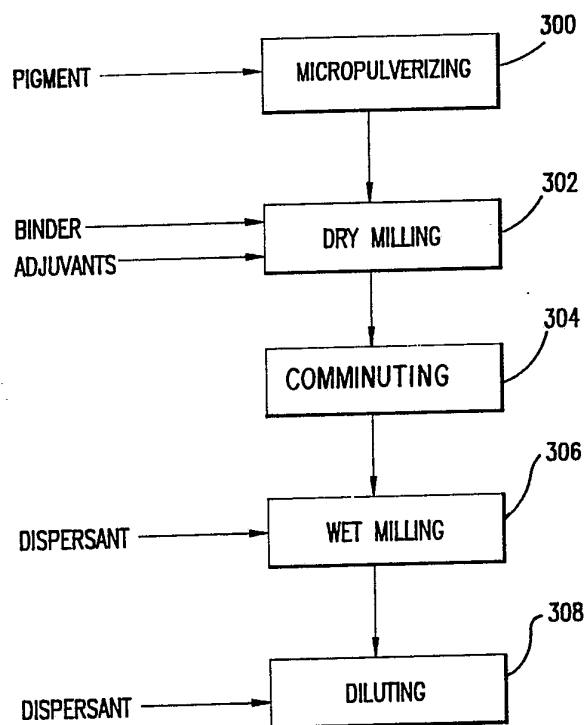 300
PIGMENT
MICROPULVERIZING
302
BINDER
ADJUVANTS
DRY MILLING
304
COMMINUTING
306
DISPERSANT
WET MILLING
308
DISPERSANT
DILUTING